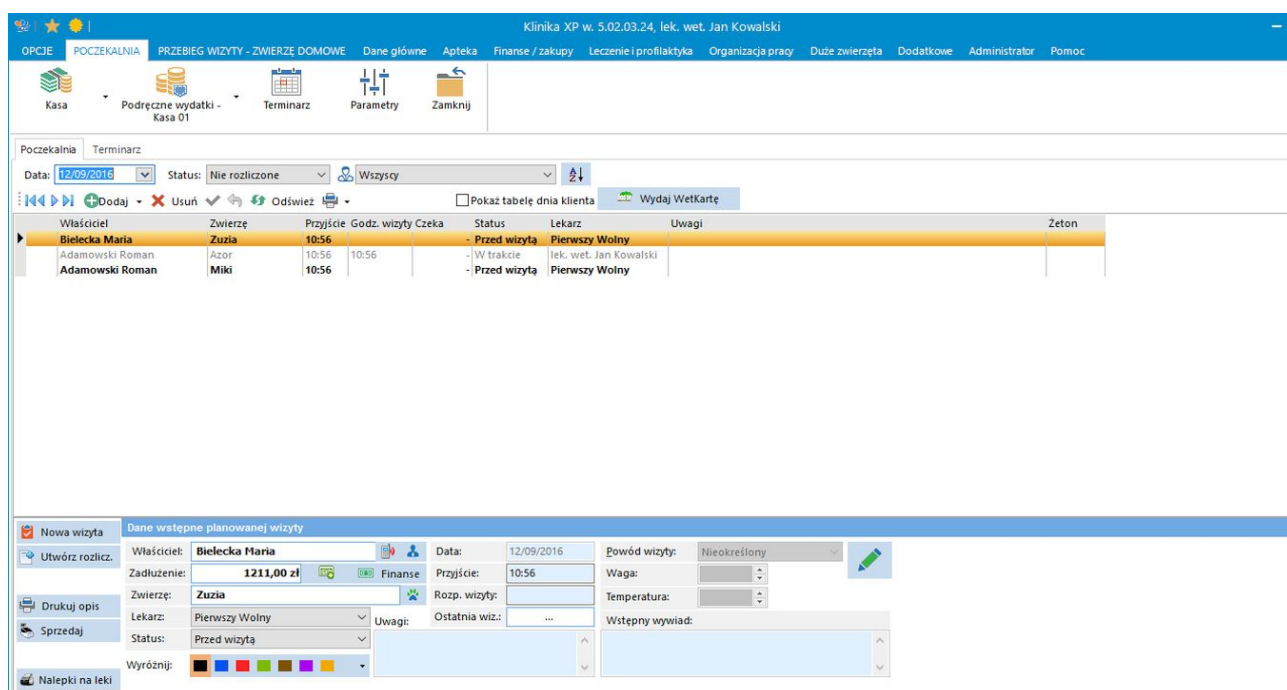 Klinika XP w. 5.02.03.24, lek. wet. Jan Kowalski
OPCJE POCZEKALNIA PRZEBIEG WIZYTY - ZWIERZĘ DOMOWE Dane główne Apteka Finanse / zakupy Leczenie i profilaktyka Organizacja pracy Duże zwierzęta Dodatkowe Administrator Pomoc
Kasa Podręczne wydatki - Kasa 01 Terminarz Parametry Zamknij
Poczekalnia Terminarz
Data: 12/09/2016 Status: Nie rozliczone Wszyscy
Dodaj Usuń Odśwież Pokaż tabelę dnia klienta Wydaj WetKartę
Właściciel Zwierzę Przyjście Godz. wizyty Czeka Status Lekarz Uwagi Żeton
Bielecka Maria Zuzia 10:56 - Przed wizytą Pierwszy Wolny
Adamowski Roman Azor 10:56 10:56 - W trakcie lek. wet. Jan Kowalski
Adamowski Roman Miki 10:56 - Przed wizytą Pierwszy Wolny
Nowa wizyta Dane wstępne planowanej wizyty
Utwórz rozlicz. Właściciel: Bielecka Maria Data: 12/09/2016 Powód wizyty: Nieokreślony
Zadłużenie: 1211,00 zł Finanse Przyjście: 10:56 Waga:
Drukuj opis Zwierzę: Zuzia Rozp. wizyty: Temperatura:
Sprzedaj Lekarz: Pierwszy Wolny Uwagi: Ostatnia wiz.: ... Wstępny wywiad:
Status: Przed wizytą
Wyróżnij:
Nalepki na leki